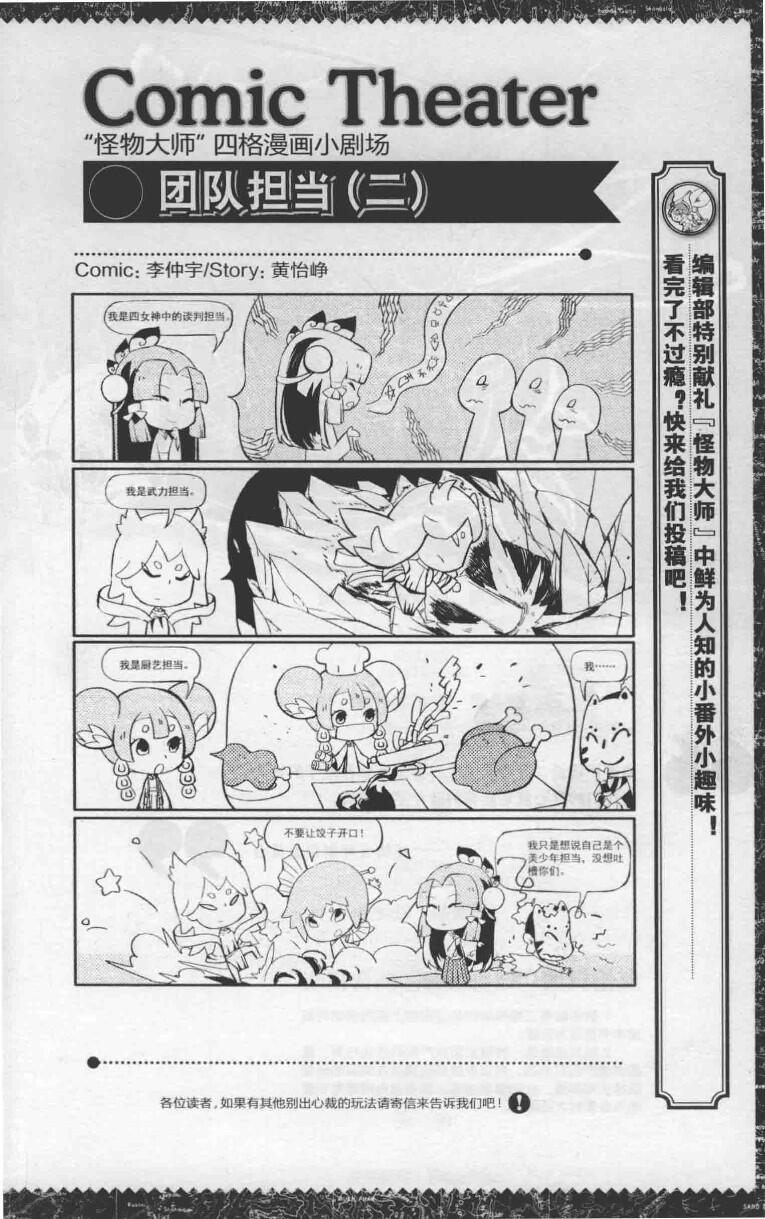 Comic Theater
“怪物大师”四格漫画小剧场
团队担当(二)
Comic：李仲宇/Story：黄怡峥
我是四女神中的谈判担当。
我是武力担当。
我是厨艺担当。
我……
不要让饺子开口！
我只是想说自己是个
美少年担当，没想吐
槽你们。
编辑部特别献�『怪物大师』中鲜为人知的小番外小趣味！
看完了不过瘾？快来给我们投稿吧！
各位读者，如果有其他别出心裁的玩法请寄信来告诉我们吧！